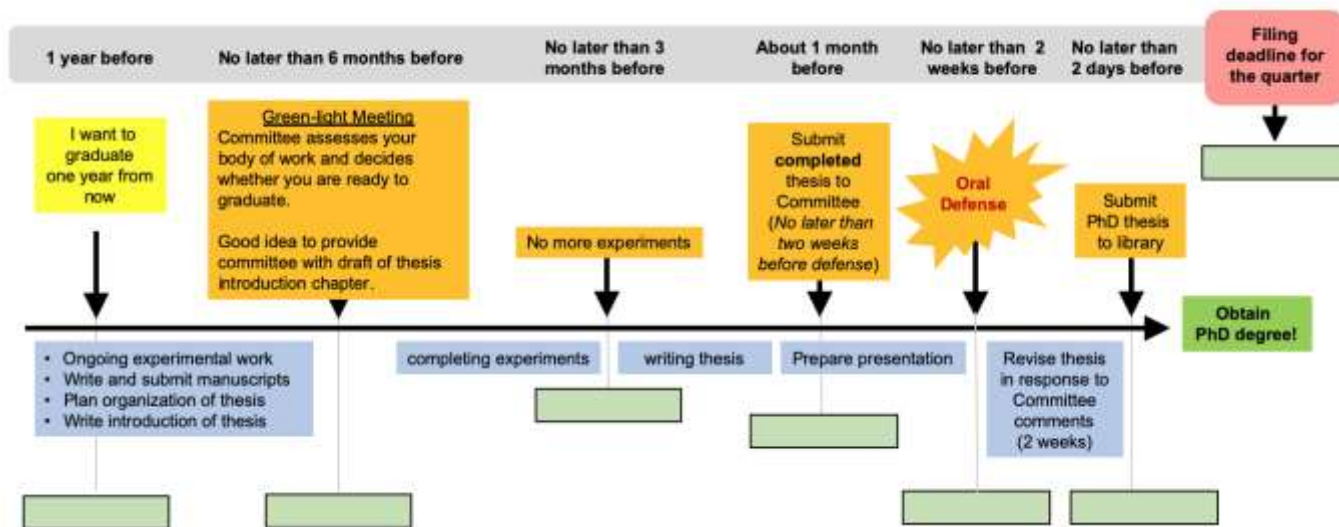 1 year before
No later than 6 months before
No later than 3
months before
About 1 month
before
No later than 2
weeks before
No later than
2 days before
Filing
deadline for
the quarter
I want to
graduate
one year from
now
Green-light Meeting
Committee assesses your
body of work and decides
whether you are ready to
graduate.
Good idea to provide
committee with draft of thesis
introduction chapter.
No more experiments
Submit
completed
thesis to
Committee
(No later than
two weeks
before defense)
Oral
Defense
Submit
PhD thesis
to library
Obtain
PhD degree!
• Ongoing experimental work
• Write and submit manuscripts
• Plan organization of thesis
• Write introduction of thesis
completing experiments
writing thesis
Prepare presentation
Revise thesis
in response to
Committee
comments
(2 weeks)